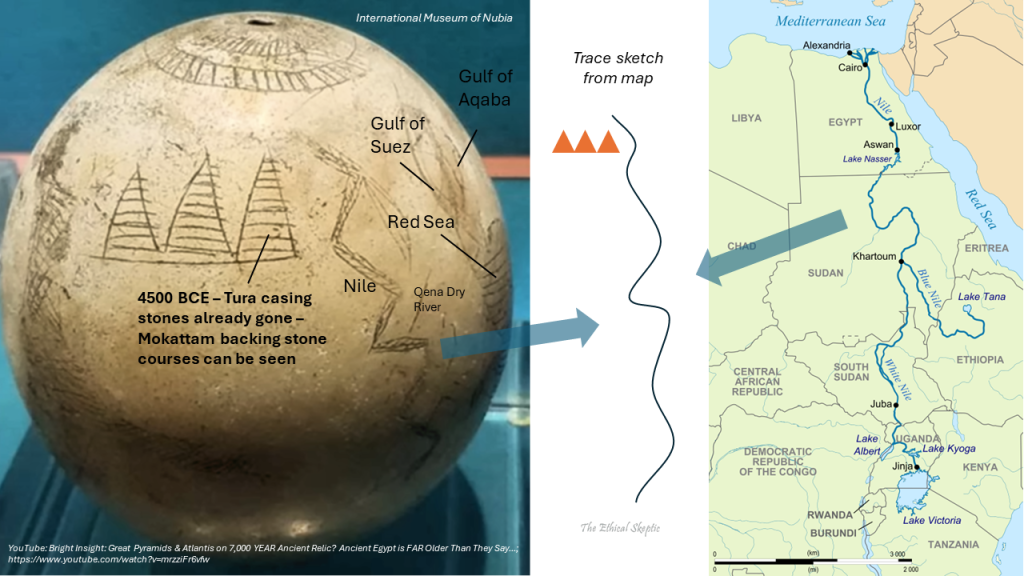 International Museum of Nubia
Gulf of
Aqaba
Gulf of
Suez
Red Sea
Nile
Qena Dry
River
4500 BCE – Tura casing
stones already gone –
Mokattam backing stone
courses can be seen
YouTube: Bright Insight: Great Pyramids & Atlantis on 7,000 YEAR Ancient Relic? Ancient Egypt is FAR Older Than They Say...;
https://www.youtube.com/watch?v=mrzziFr6vfw
Trace sketch
from map
The Ethical Skeptic
Mediterranean Sea
Alexandria
Cairo
LIBYA
EGYPT
Nile
Luxor
Aswan
Lake Nasser
Red Sea
CHAD
SUDAN
Khartoum
ERITREA
Blue Nile
Lake Tana
ETHIOPIA
CENTRAL
AFRICAN
REPUBLIC
SOUTH
SUDAN
White Nile
Juba
Lake
Albert
UGANDA
Lake Kyoga
DEMOCRATIC
REPUBLIC
OF THE CONGO
Jinja
KENYA
RWANDA
BURUNDI
Lake Victoria
TANZANIA
0
(km)
3 000
0
(mi)
2 000